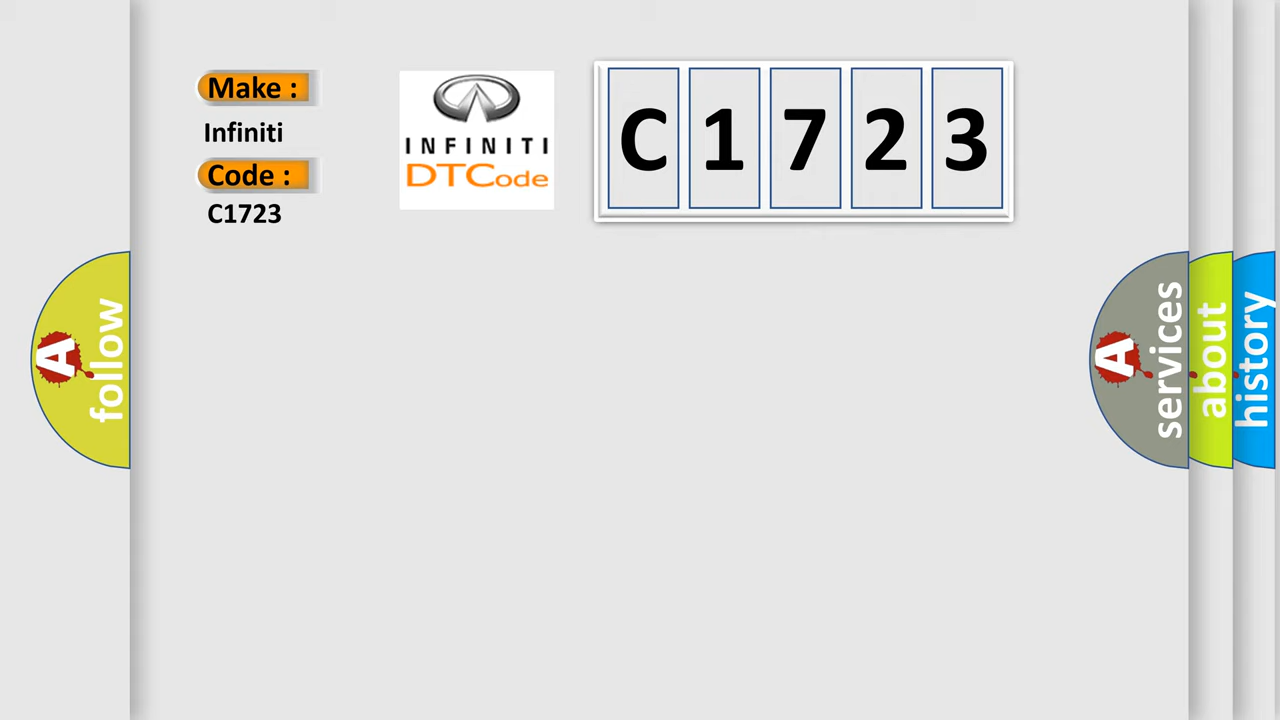 Make :
Infiniti
Code :
C1723
INFINITI
DTCode
C 1 7 2 3
A follow
A services
about
history